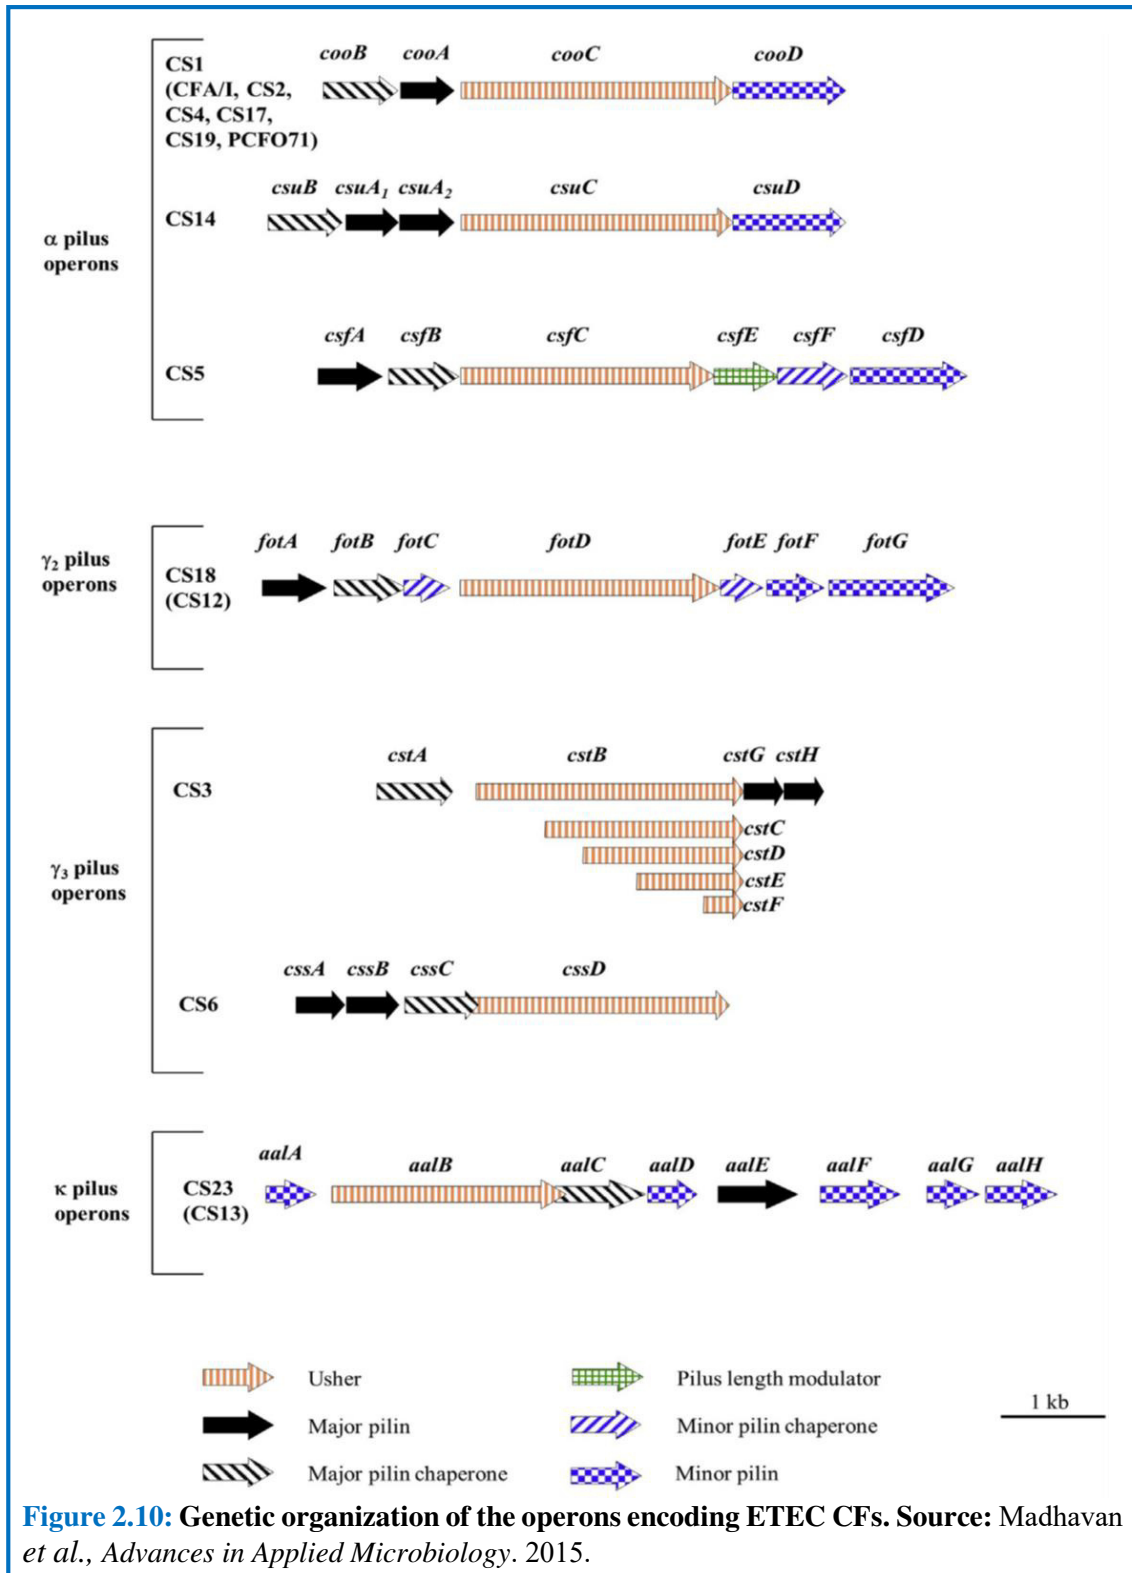 cooB cooA cooC cooD
CS1
(CFA/I, CS2,
CS4, CS17,
CS19, PCFO71)
csuB csuA1 csuA2 csuC csuD
CS14
α pilus
operons
csfA csfB csfC csfE csfF csfD
CS5
fotA fotB fotC fotD fotE fotF fotG
γ2 pilus
operons
CS18
(CS12)
cstA cstB cstG cstH
CS3
cstC
cstD
cstE
cstF
γ3 pilus
operons
cssA cssB cssC cssD
CS6
aalA aalB aalC aalD aalE aalF aalG aalH
κ pilus
operons
CS23
(CS13)
Usher
Pilus length modulator
1 kb
Major pilin
Minor pilin chaperone
Major pilin chaperone
Minor pilin
Figure 2.10: Genetic organization of the operons encoding ETEC CFs. Source: Madhavan
et al., Advances in Applied Microbiology. 2015.